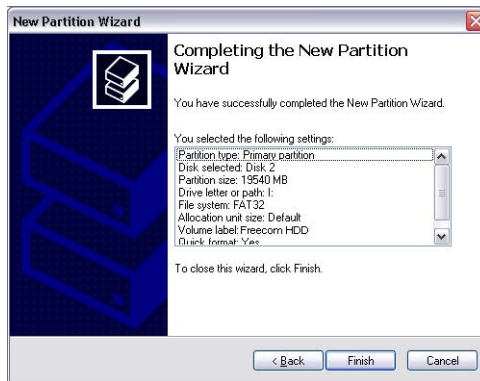 New Partition Wizard
Completing the New Partition
Wizard
You have successfully completed the New Partition Wizard.
You selected the following settings:
Partition type: Primary partition
Disk selected: Disk 2
Partition size: 19540 MB
Drive letter or path: I:
File system: FAT32
Allocation unit size: Default
Volume label: Freecom HDD
Quick format: Yes
To close this wizard, click Finish.
< Back
Finish
Cancel